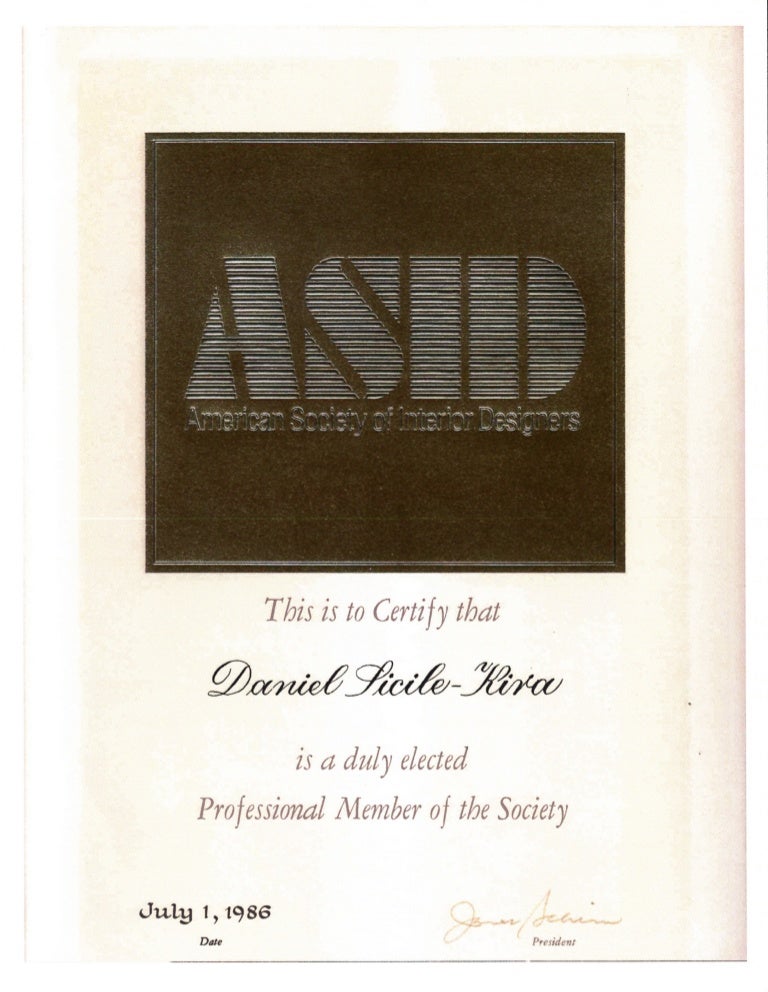 ASID
American Society of Interior Designers
This is to Certify that
Daniel Sicile-Kira
is a duly elected
Professional Member of the Society
July 1, 1986
Date
President